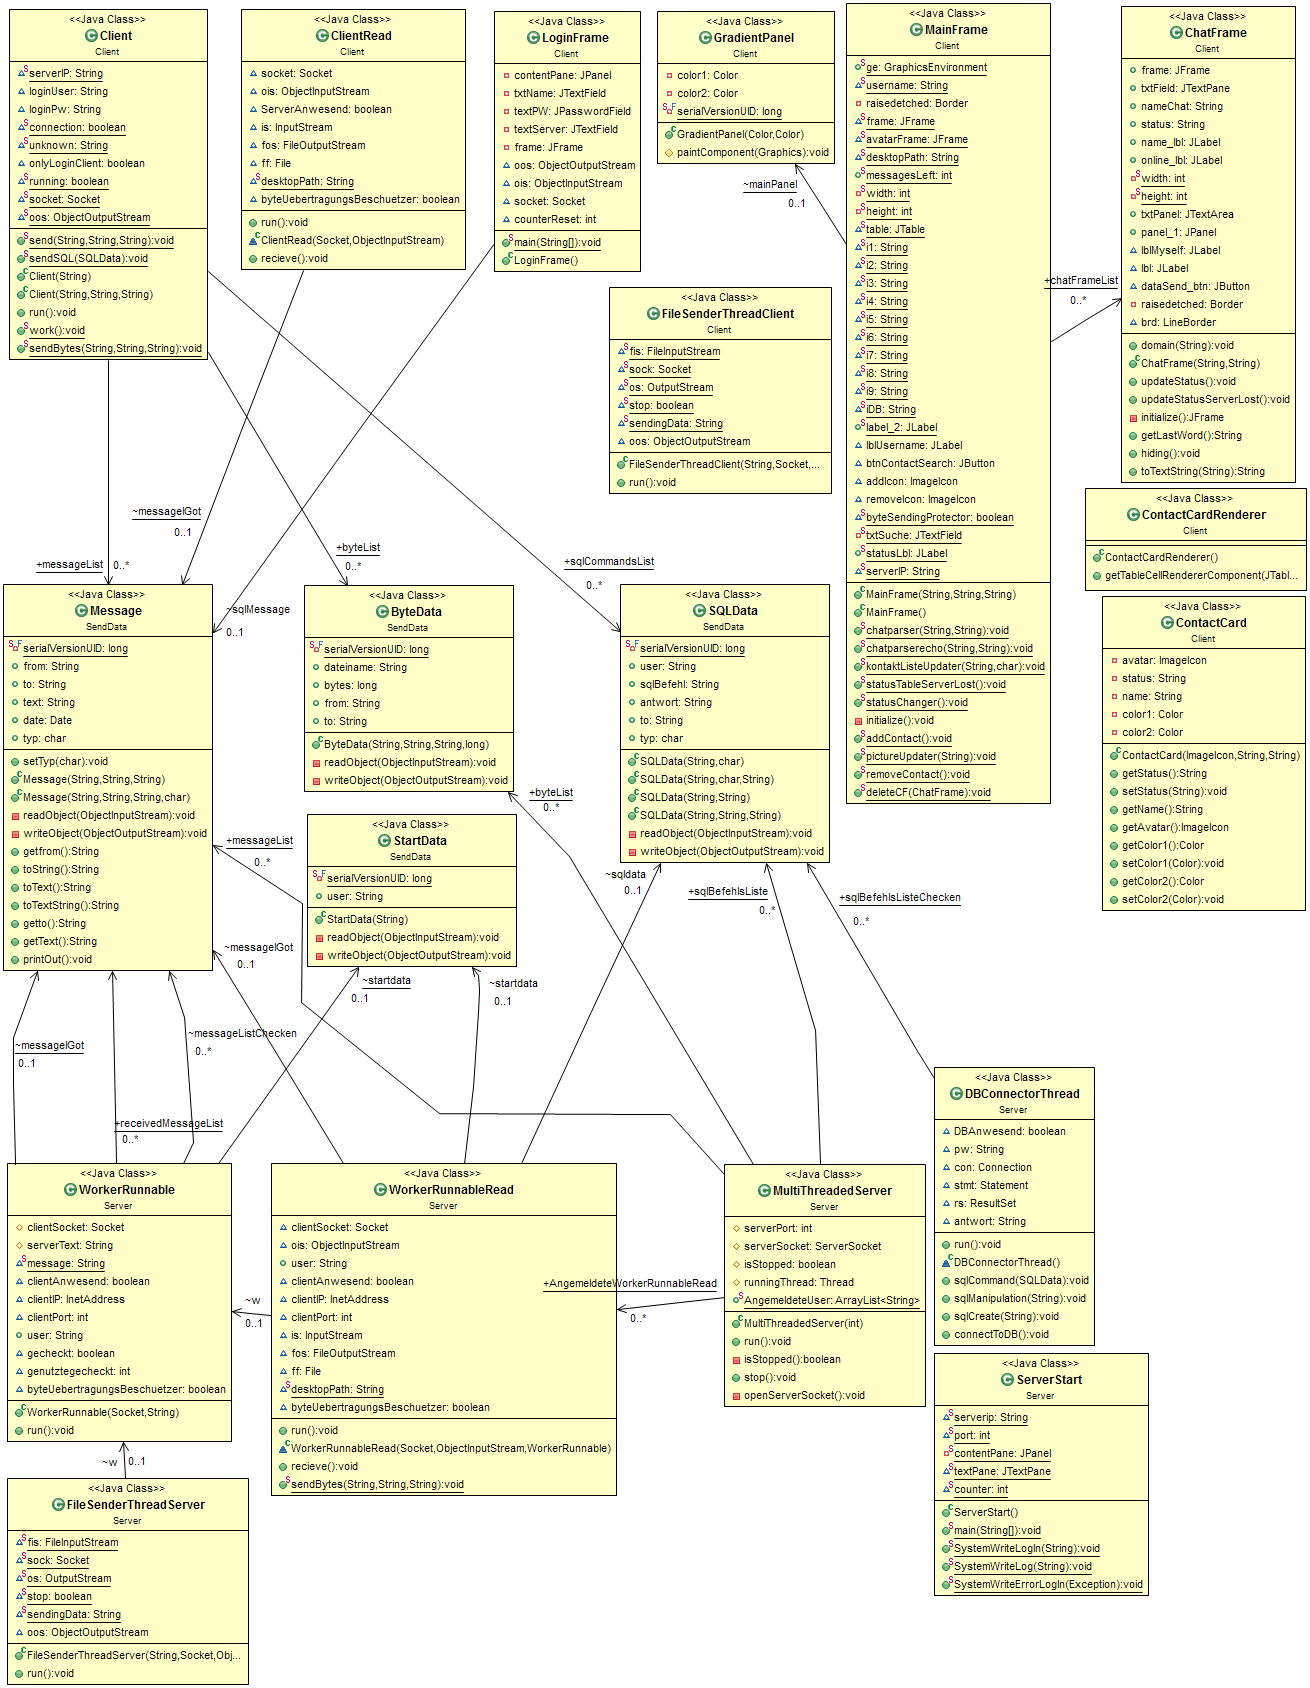 <<Java Class>>
Client
Client
serverIP: String
loginUser: String
loginPw: String
connection: boolean
unknown: String
onlyLoginClient: boolean
running: boolean
socket: Socket
oos: ObjectOutputStream
send(String,String,String):void
sendSQL(SQLData):void
Client(String)
Client(String,String,String)
run():void
work():void
sendBytes(String,String,String):void
<<Java Class>>
ClientRead
Client
socket: Socket
ois: ObjectInputStream
ServerAnwesend: boolean
is: InputStream
fos: FileOutputStream
ff: File
desktopPath: String
byteUebertragungsBeschuetzer: boolean
run():void
ClientRead(Socket,ObjectInputStream)
recieve():void
<<Java Class>>
LoginFrame
Client
contentPane: JPanel
txtName: JTextField
textPW: JPasswordField
textServer: JTextField
frame: JFrame
oos: ObjectOutputStream
ois: ObjectInputStream
socket: Socket
counterReset: int
main(String[]):void
LoginFrame()
<<Java Class>>
GradientPanel
Client
color1: Color
color2: Color
serialVersionUID: long
GradientPanel(Color,Color)
paintComponent(Graphics):void
~mainPanel
0..1
<<Java Class>>
MainFrame
Client
ge: GraphicsEnvironment
username: String
raisedetched: Border
frame: JFrame
avatarFrame: JFrame
desktopPath: String
messagesLeft: int
width: int
height: int
table: JTable
i1: String
i2: String
i3: String
i4: String
i5: String
i6: String
i7: String
i8: String
i9: String
iDB: String
label_2: JLabel
lblUsername: JLabel
btnContactSearch: JButton
addIcon: ImageIcon
removeIcon: ImageIcon
byteSendingProtector: boolean
txtSuche: JTextField
statusLbl: JLabel
serverIP: String
MainFrame(String,String,String)
MainFrame()
chatparser(String,String):void
chatparserecho(String,String):void
kontaktListeUpdater(String,char):void
statusTableServerLost():void
statusChanger():void
initialize():void
addContact():void
pictureUpdater(String):void
removeContact():void
deleteCF(ChatFrame):void
+chatFrameList
0..*
<<Java Class>>
ChatFrame
Client
frame: JFrame
txtField: JTextPane
nameChat: String
status: String
name_lbl: JLabel
online_lbl: JLabel
width: int
height: int
txtPanel: JTextArea
panel_1: JPanel
lblMyself: JLabel
lbl: JLabel
dataSend_btn: JButton
raisedetched: Border
brd: LineBorder
domain(String):void
ChatFrame(String,String)
updateStatus():void
updateStatusServerLost():void
initialize():JFrame
getLastWord():String
hiding():void
toTextString(String):String
<<Java Class>>
FileSenderThreadClient
Client
fis: FileInputStream
sock: Socket
os: OutputStream
stop: boolean
sendingData: String
oos: ObjectOutputStream
FileSenderThreadClient(String,Socket,...
run():void
<<Java Class>>
ContactCardRenderer
Client
ContactCardRenderer()
getTableCellRendererComponent(JTabl...
<<Java Class>>
ContactCard
Client
avatar: ImageIcon
status: String
name: String
color1: Color
color2: Color
ContactCard(ImageIcon,String,String)
getStatus():String
setStatus(String):void
getName():String
getAvatar():ImageIcon
getColor1():Color
setColor1(Color):void
getColor2():Color
setColor2(Color):void
~messageIGot
0..1
+messageList
0..*
+byteList
0..*
+sqlCommandsList
0..*
~sqlMessage
0..1
<<Java Class>>
Message
SendData
serialVersionUID: long
from: String
to: String
text: String
date: Date
typ: char
setTyp(char):void
Message(String,String,String)
Message(String,String,String,char)
readObject(ObjectInputStream):void
writeObject(ObjectOutputStream):void
getfrom():String
toString():String
toText():String
toTextString():String
getto():String
getText():String
printOut():void
<<Java Class>>
ByteData
SendData
serialVersionUID: long
dateiname: String
bytes: long
from: String
to: String
ByteData(String,String,String,long)
readObject(ObjectInputStream):void
writeObject(ObjectOutputStream):void
<<Java Class>>
SQLData
SendData
serialVersionUID: long
user: String
sqlBefehl: String
antwort: String
to: String
typ: char
SQLData(String,char)
SQLData(String,char,String)
SQLData(String,String)
SQLData(String,String,String)
readObject(ObjectInputStream):void
writeObject(ObjectOutputStream):void
+byteList
0..*
<<Java Class>>
StartData
SendData
serialVersionUID: long
user: String
StartData(String)
readObject(ObjectInputStream):void
writeObject(ObjectOutputStream):void
+messageList
0..*
~messageIGot
0..1
~startdata
0..1
~startdata
0..1
~sqldata
0..1
+sqlBefehlsListe
0..*
+sqlBefehlsListeChecken
0..*
~messageIGot
0..1
~messageListChecken
0..*
+receivedMessageList
0..*
<<Java Class>>
WorkerRunnable
Server
clientSocket: Socket
serverText: String
message: String
clientAnwesend: boolean
clientIP: InetAddress
clientPort: int
user: String
gecheckt: boolean
genutztegecheckt: int
byteUebertragungsBeschuetzer: boolean
WorkerRunnable(Socket,String)
run():void
~w
0..1
<<Java Class>>
WorkerRunnableRead
Server
clientSocket: Socket
ois: ObjectInputStream
user: String
clientAnwesend: boolean
clientIP: InetAddress
clientPort: int
is: InputStream
fos: FileOutputStream
ff: File
desktopPath: String
byteUebertragungsBeschuetzer: boolean
run():void
WorkerRunnableRead(Socket,ObjectInputStream,WorkerRunnable)
recieve():void
sendBytes(String,String,String):void
+AngemeldeteWorkerRunnableRead
0..*
<<Java Class>>
MultiThreadedServer
Server
serverPort: int
serverSocket: ServerSocket
isStopped: boolean
runningThread: Thread
AngemeldeteUser: ArrayList<String>
MultiThreadedServer(int)
run():void
isStopped():boolean
stop():void
openServerSocket():void
<<Java Class>>
DBConnectorThread
Server
DBAnwesend: boolean
pw: String
con: Connection
stmt: Statement
rs: ResultSet
antwort: String
run():void
DBConnectorThread()
sqlCommand(SQLData):void
sqlManipulation(String):void
sqlCreate(String):void
connectToDB():void
<<Java Class>>
ServerStart
Server
serverip: String
port: int
contentPane: JPanel
textPane: JTextPane
counter: int
ServerStart()
main(String[]):void
SystemWriteLogln(String):void
SystemWriteLog(String):void
SystemWriteErrorLogln(Exception):void
~w
0..1
<<Java Class>>
FileSenderThreadServer
Server
fis: FileInputStream
sock: Socket
os: OutputStream
stop: boolean
sendingData: String
oos: ObjectOutputStream
FileSenderThreadServer(String,Socket,Obj...
run():void